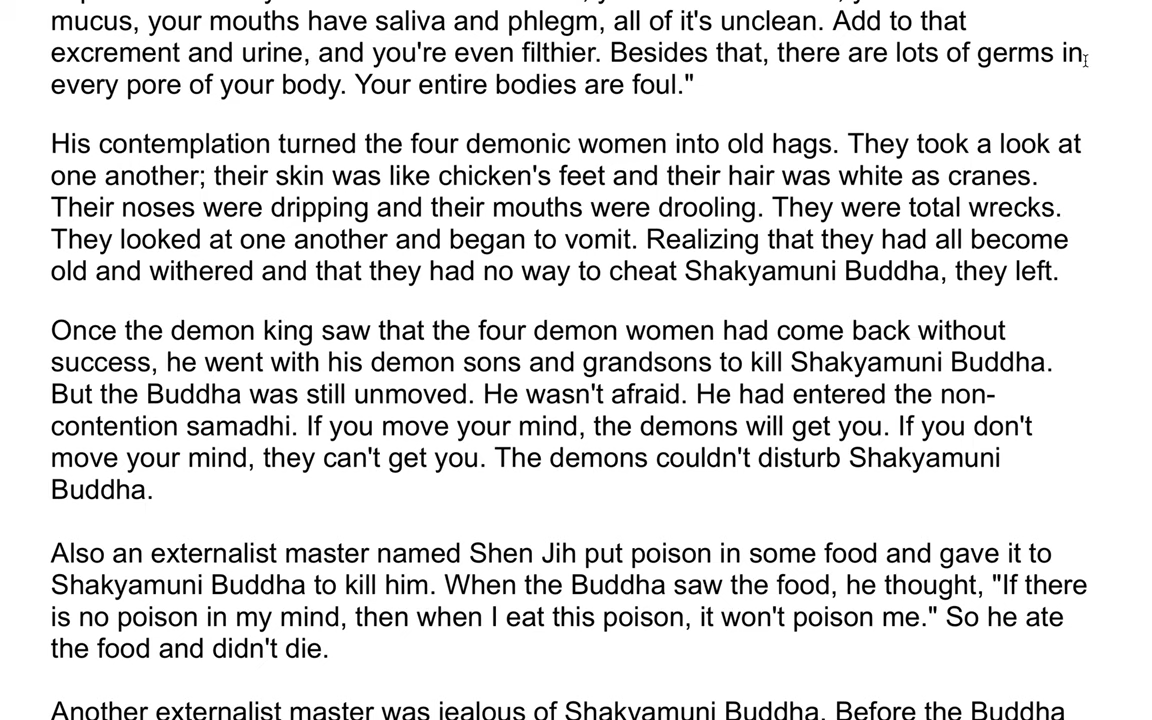 mucus, your mouths have saliva and phlegm, all of it's unclean. Add to that
excrement and urine, and you're even filthier. Besides that, there are lots of germs in
every pore of your body. Your entire bodies are foul."
His contemplation turned the four demonic women into old hags. They took a look at
one another; their skin was like chicken's feet and their hair was white as cranes.
Their noses were dripping and their mouths were drooling. They were total wrecks.
They looked at one another and began to vomit. Realizing that they had all become
old and withered and that they had no way to cheat Shakyamuni Buddha, they left.
Once the demon king saw that the four demon women had come back without
success, he went with his demon sons and grandsons to kill Shakyamuni Buddha.
But the Buddha was still unmoved. He wasn't afraid. He had entered the non-
contention samadhi. If you move your mind, the demons will get you. If you don't
move your mind, they can't get you. The demons couldn't disturb Shakyamuni
Buddha.
Also an externalist master named Shen Jih put poison in some food and gave it to
Shakyamuni Buddha to kill him. When the Buddha saw the food, he thought, "If there
is no poison in my mind, then when I eat this poison, it won't poison me." So he ate
the food and didn't die.
Another externalist master was jealous of Shakyamuni Buddha. Before the Buddha